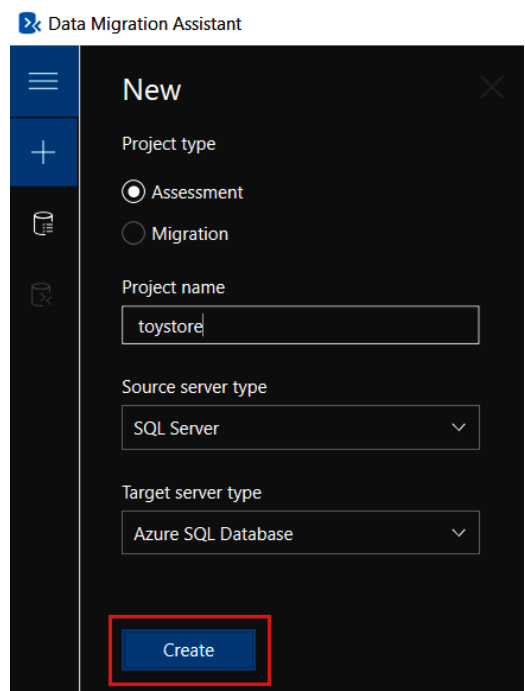 Data Migration Assistant
New
Project type
Assessment
Migration
Project name
toystore
Source server type
SQL Server
Target server type
Azure SQL Database
Create